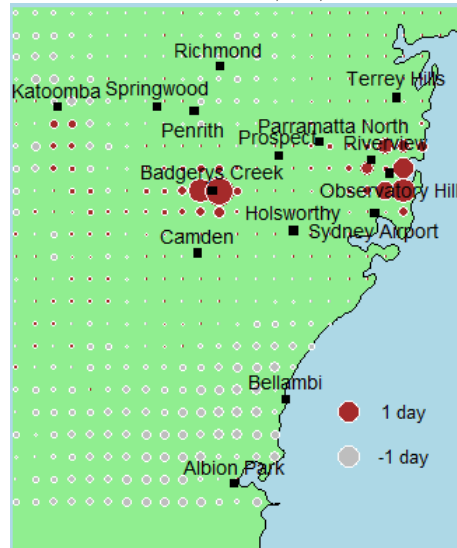 Richmond
Terrey Hills
Katoomba
Springwood
Penrith
Parramatta North
Prospect
Riverview
Badgerys Creek
Observatory Hill
Holsworthy
Sydney Airport
Camden
Bellambi
1 day
-1 day
Albion Park